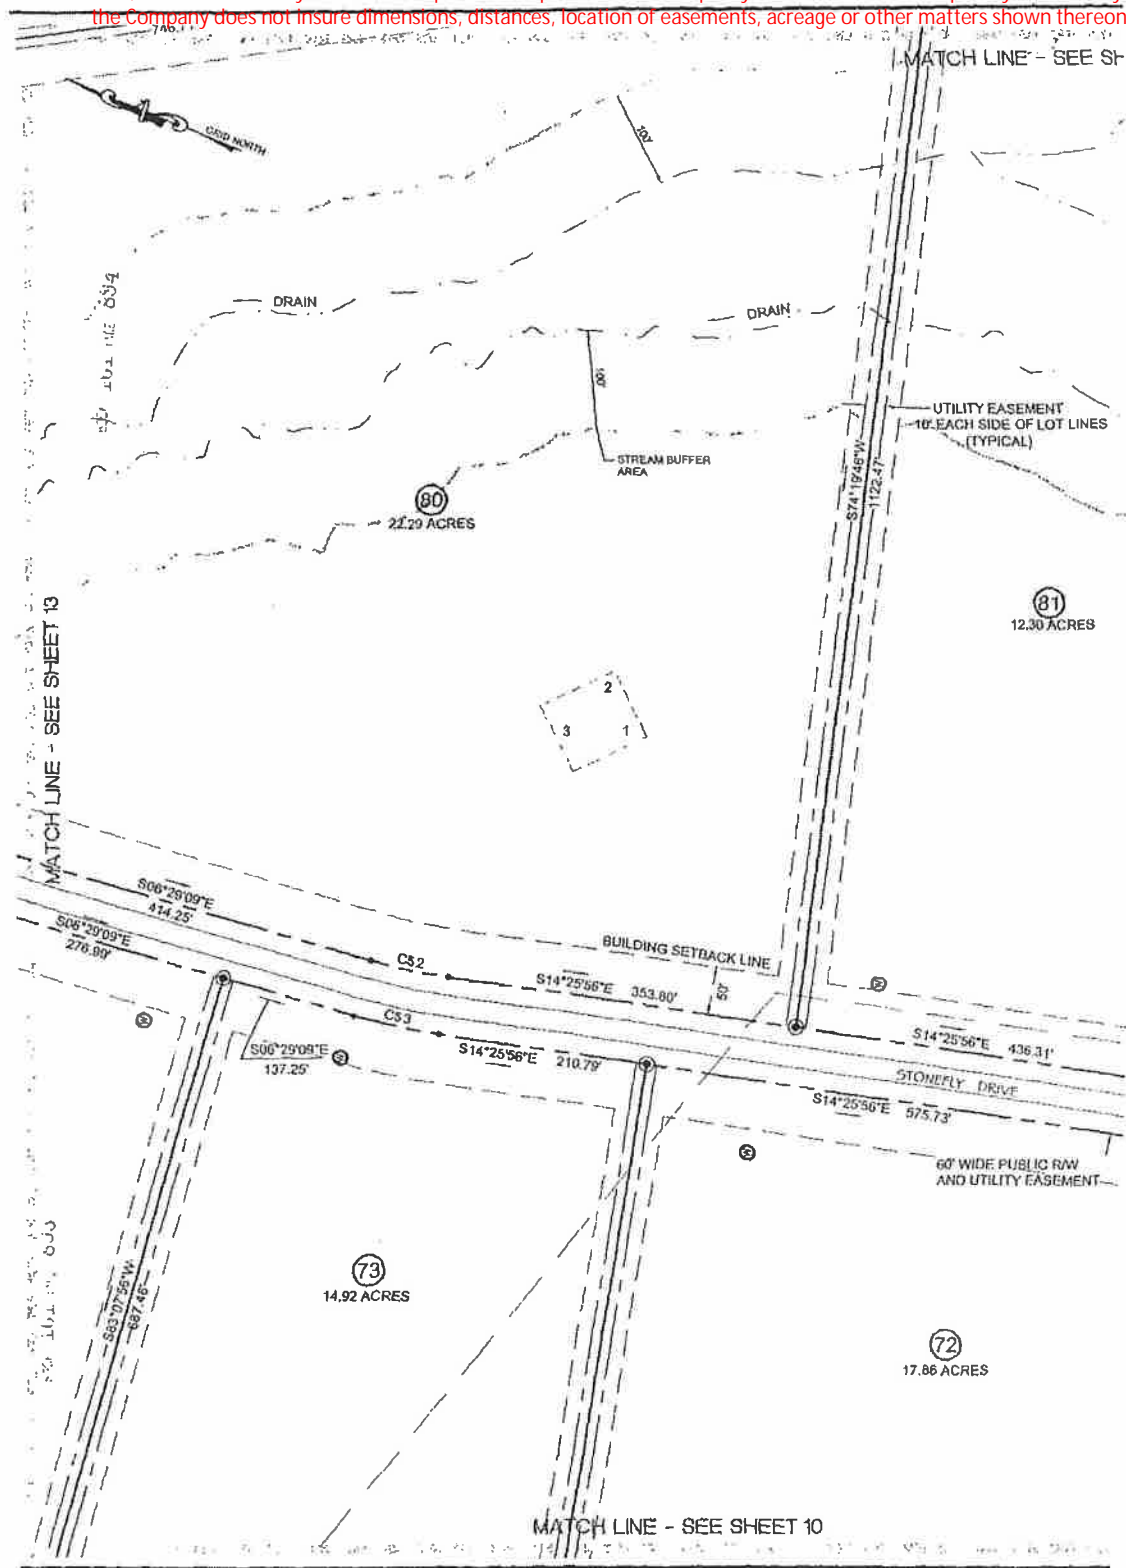 the Company does not insure dimensions, distances, location of easements, acreage or other matters shown thereon
MATCH LINE - SEE SH
GRID NORTH
100'
DRAIN
DRAIN
100'
UTILITY EASEMENT
10' EACH SIDE OF LOT LINES
(TYPICAL)
STREAM BUFFER
AREA
S74°19'46"W
1122.47'
80
22.29 ACRES
81
12.30 ACRES
MATCH LINE - SEE SHEET 13
2
3
1
S06°29'09"E
414.25'
S06°29'09"E
276.99'
C52
BUILDING SETBACK LINE
50'
S14°25'56"E 353.80'
C53
S06°29'09"E
137.25'
S14°25'56"E 210.79'
S14°25'56"E 436.31'
STONEFLY DRIVE
S14°25'56"E 575.73'
60' WIDE PUBLIC R/W
AND UTILITY EASEMENT
S83°07'56"W
687.46'
73
14.92 ACRES
72
17.86 ACRES
MATCH LINE - SEE SHEET 10